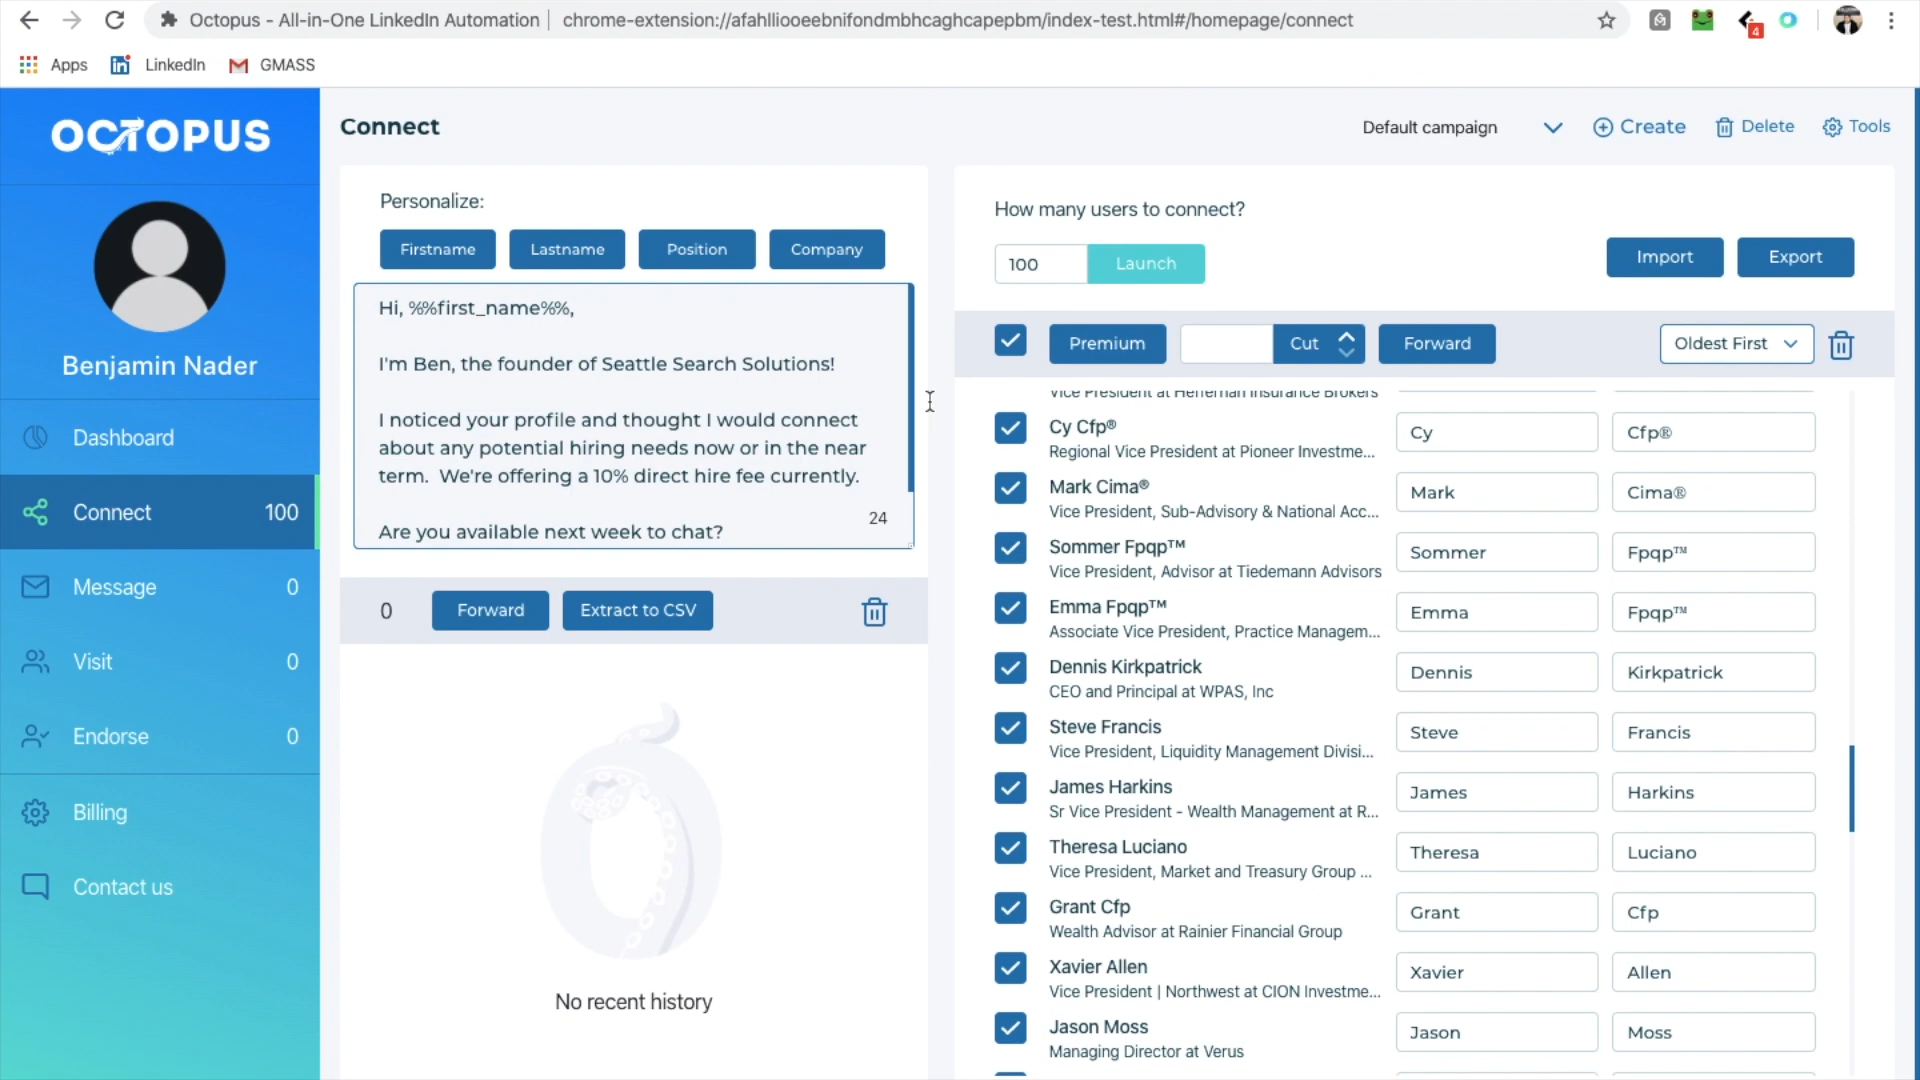 Octopus - All-in-One LinkedIn Automation | chrome-extension://afahlliooeebnifondmbhcaghcapepbm/index-test.html#/homepage/connect
4
Apps LinkedIn GMASS
OCTOPUS
Benjamin Nader
Dashboard
Connect 100
Message 0
Visit 0
Endorse 0
Billing
Contact us
Connect
Default campaign Create Delete Tools
Personalize:
Firstname Lastname Position Company
Hi, %%first_name%%,
I'm Ben, the founder of Seattle Search Solutions!
I noticed your profile and thought I would connect
about any potential hiring needs now or in the near
term.  We're offering a 10% direct hire fee currently.
24
Are you available next week to chat?
0 Forward Extract to CSV
No recent history
How many users to connect?
100 Launch Import Export
Premium Cut Forward Oldest First
Vice President at Heffernan Insurance Brokers
Cy Cfp® Cy Cfp®
Regional Vice President at Pioneer Investme...
Mark Cima® Mark Cima®
Vice President, Sub-Advisory & National Acc...
Sommer Fpqp™ Sommer Fpqp™
Vice President, Advisor at Tiedemann Advisors
Emma Fpqp™ Emma Fpqp™
Associate Vice President, Practice Managem...
Dennis Kirkpatrick Dennis Kirkpatrick
CEO and Principal at WPAS, Inc
Steve Francis Steve Francis
Vice President, Liquidity Management Divisi...
James Harkins James Harkins
Sr Vice President - Wealth Management at R...
Theresa Luciano Theresa Luciano
Vice President, Market and Treasury Group ...
Grant Cfp Grant Cfp
Wealth Advisor at Rainier Financial Group
Xavier Allen Xavier Allen
Vice President | Northwest at CION Investme...
Jason Moss Jason Moss
Managing Director at Verus